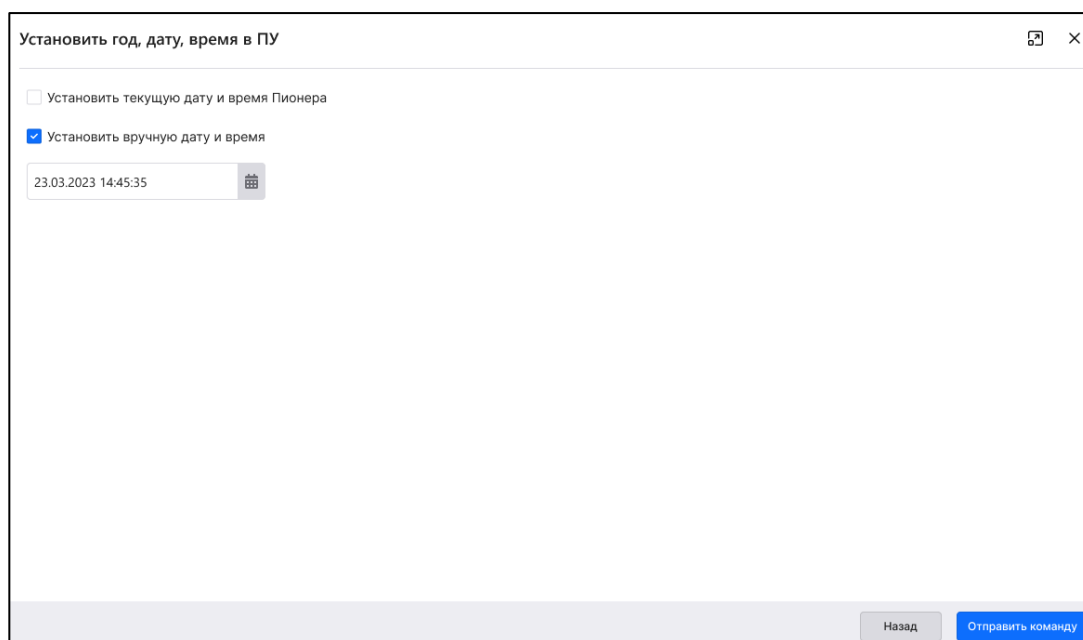 Установить год, дату, время в ПУ
Установить текущую дату и время Пионера
Установить вручную дату и время
23.03.2023 14:45:35
Назад
Отправить команду